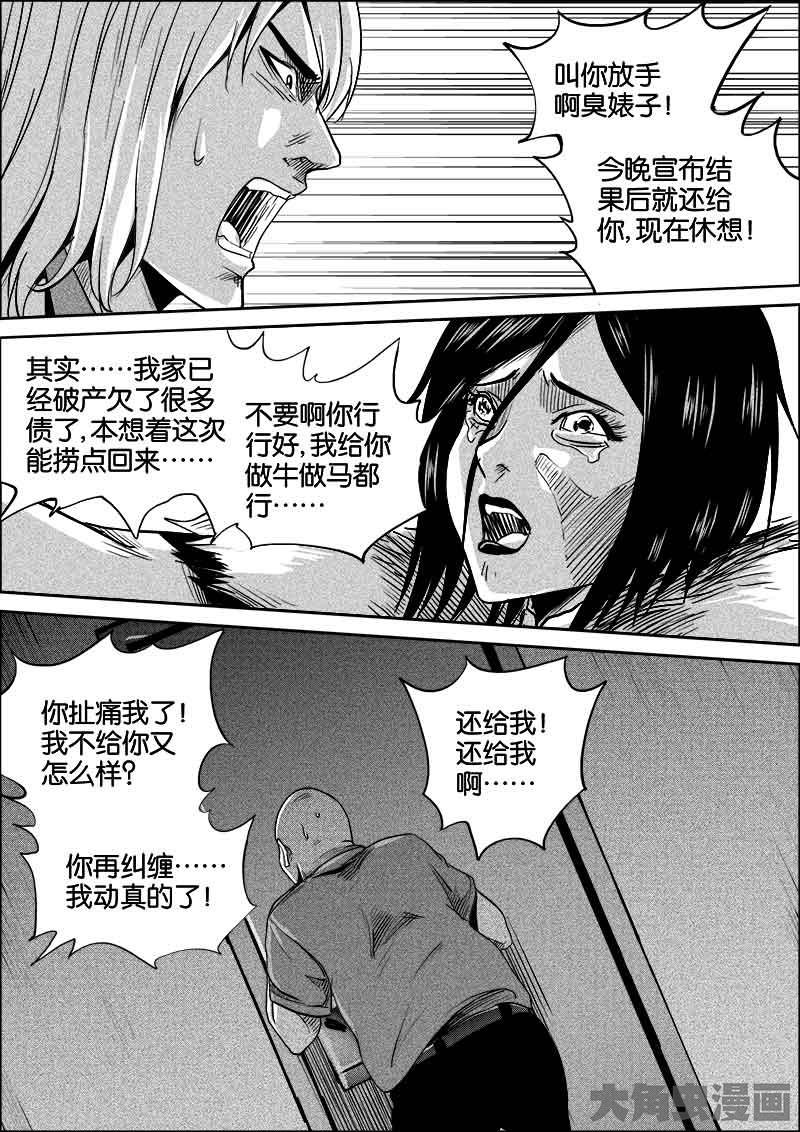 叫你放手
啊臭婊子！
今晚宣布结
果后就还给
你,现在休想！
其实……我家已
经破产欠了很多
债了,本想着这次
能捞点回来……
不要啊你行
行好,我给你
做牛做马都
行……
你扯痛我了！
我不给你又
怎么样？
还给我！
还给我
啊……
你再纠缠……
我动真的了！
大角虫漫画